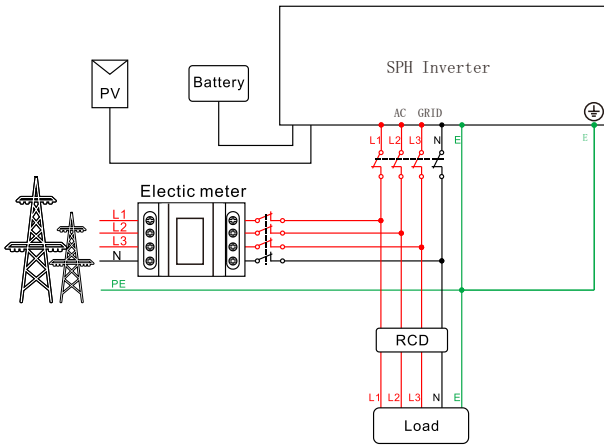 SPH Inverter
Battery
PV
AC GRID
L1 L2 L3 N E
E
Electic meter
L1
L2
L3
N
PE
RCD
L1 L2 L3 N E
Load